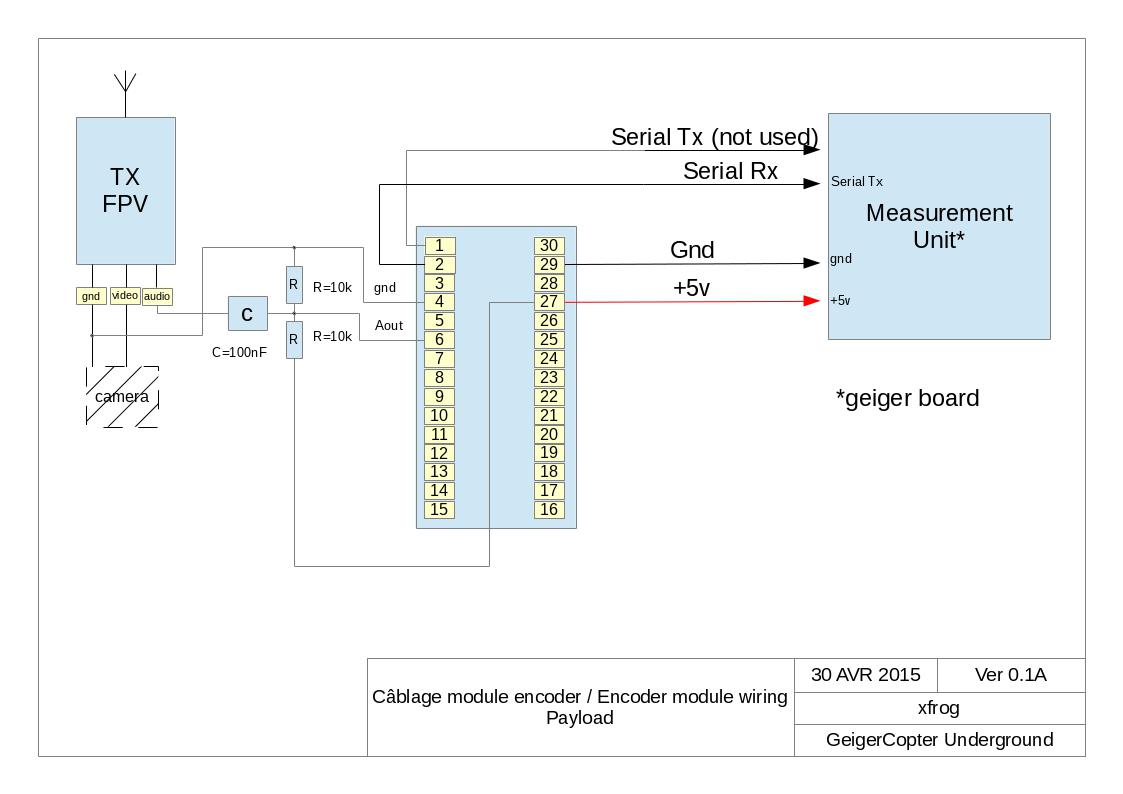 Serial Tx (not used)
Serial Rx
TX
FPV
Serial Tx
Measurement
Unit*
Gnd
gnd
+5v
+5v
gnd
video
audio
R
R=10k
gnd
C
C=100nF
R
R=10k
Aout
camera
1
2
3
4
5
6
7
8
9
10
11
12
13
14
15
30
29
28
27
26
25
24
23
22
21
20
19
18
17
16
*geiger board
Câblage module encoder / Encoder module wiring
Payload
30 AVR 2015
Ver 0.1A
xfrog
GeigerCopter Underground